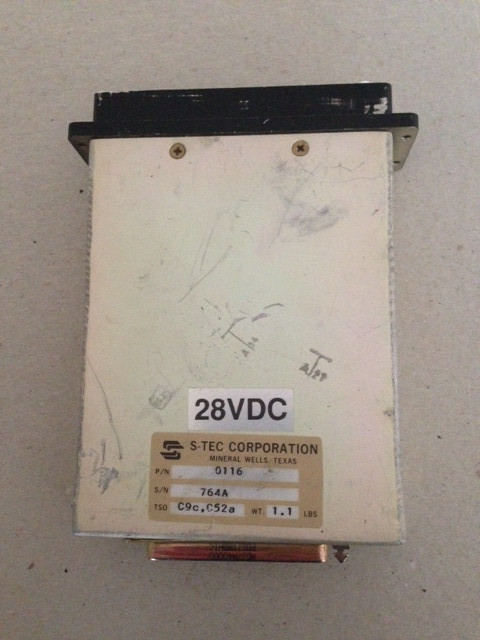 28VDC
S-TEC CORPORATION
MINERAL WELLS, TEXAS
P/N 0116
S/N 764A
TSO C9c,C52a WT. 1.1 LBS